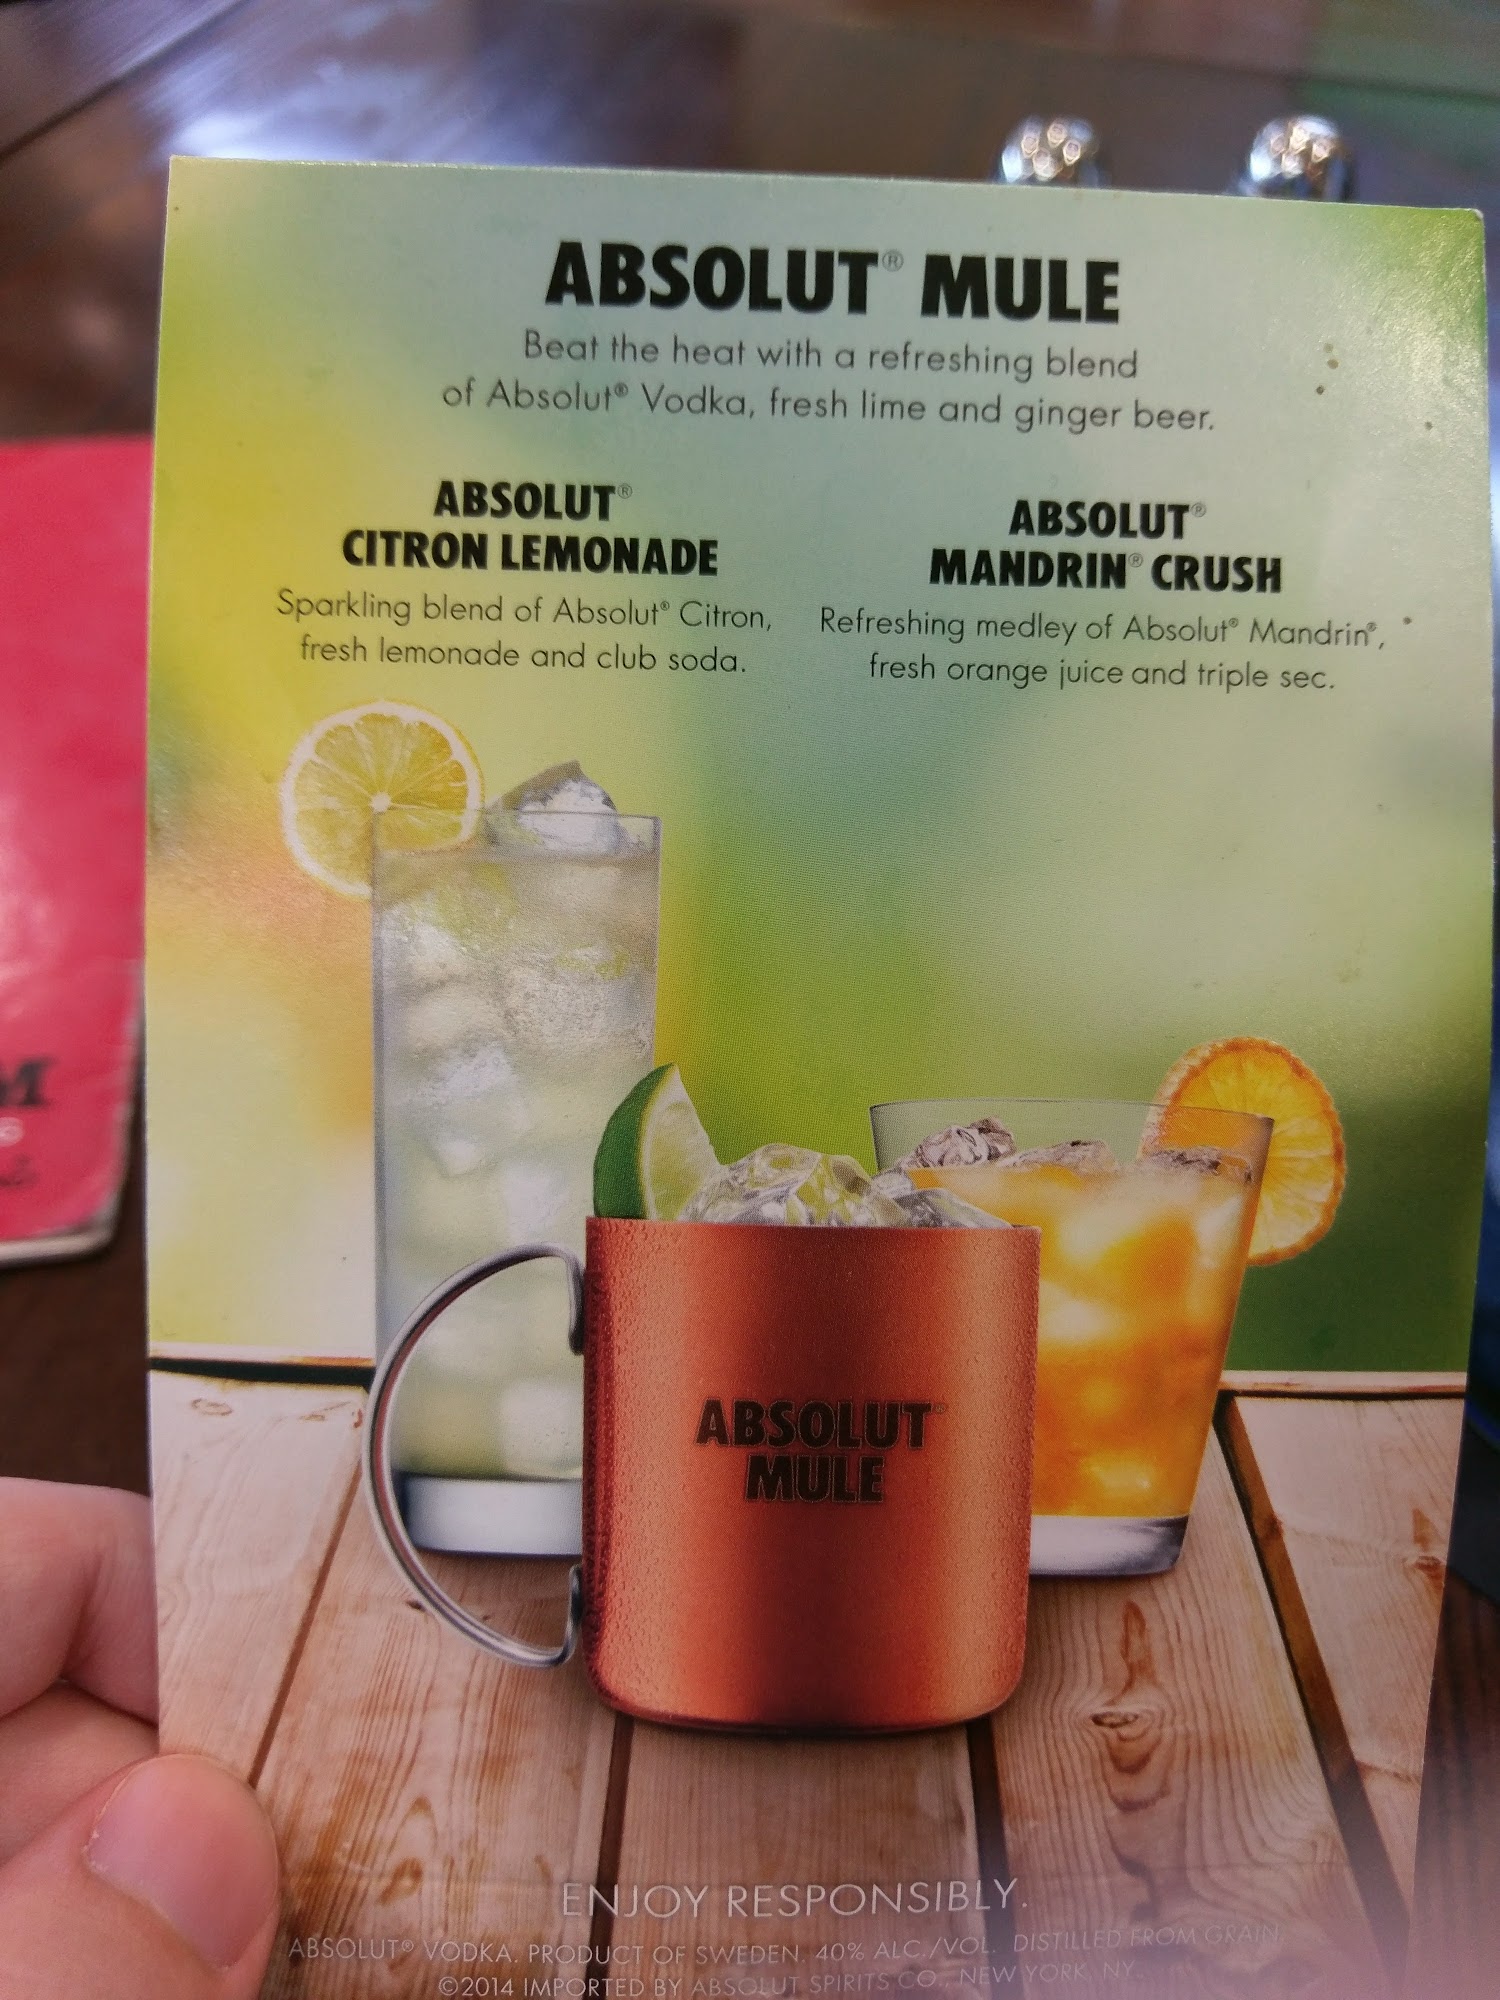 ABSOLUT® MULE
Beat the heat with a refreshing blend
of Absolut® Vodka, fresh lime and ginger beer.
ABSOLUT®
CITRON LEMONADE
Sparkling blend of Absolut® Citron,
fresh lemonade and club soda.
ABSOLUT®
MANDRIN® CRUSH
Refreshing medley of Absolut® Mandrin®,
fresh orange juice and triple sec.
ABSOLUT®
MULE
ENJOY RESPONSIBLY.
ABSOLUT® VODKA. PRODUCT OF SWEDEN. 40% ALC./VOL. DISTILLED FROM GRAIN.
©2014 IMPORTED BY ABSOLUT SPIRITS CO., NEW YORK, NY.